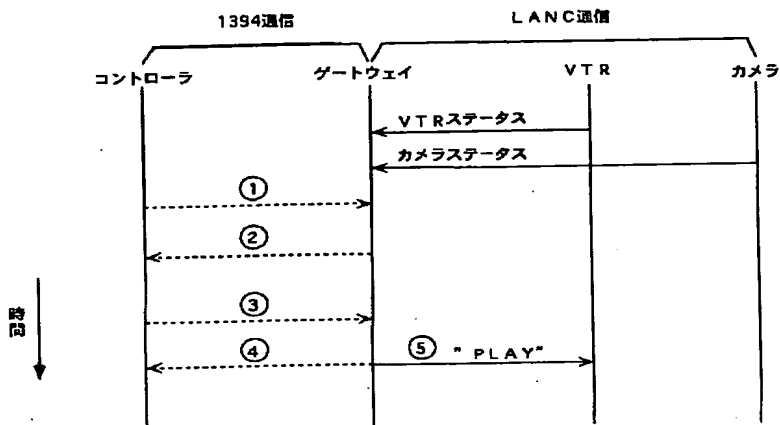 1394通信
LANC通信
コントローラ
ゲートウェイ
VTR
カメラ
VTRステータス
カメラステータス
①
②
③
④
⑤ "PLAY"
時間